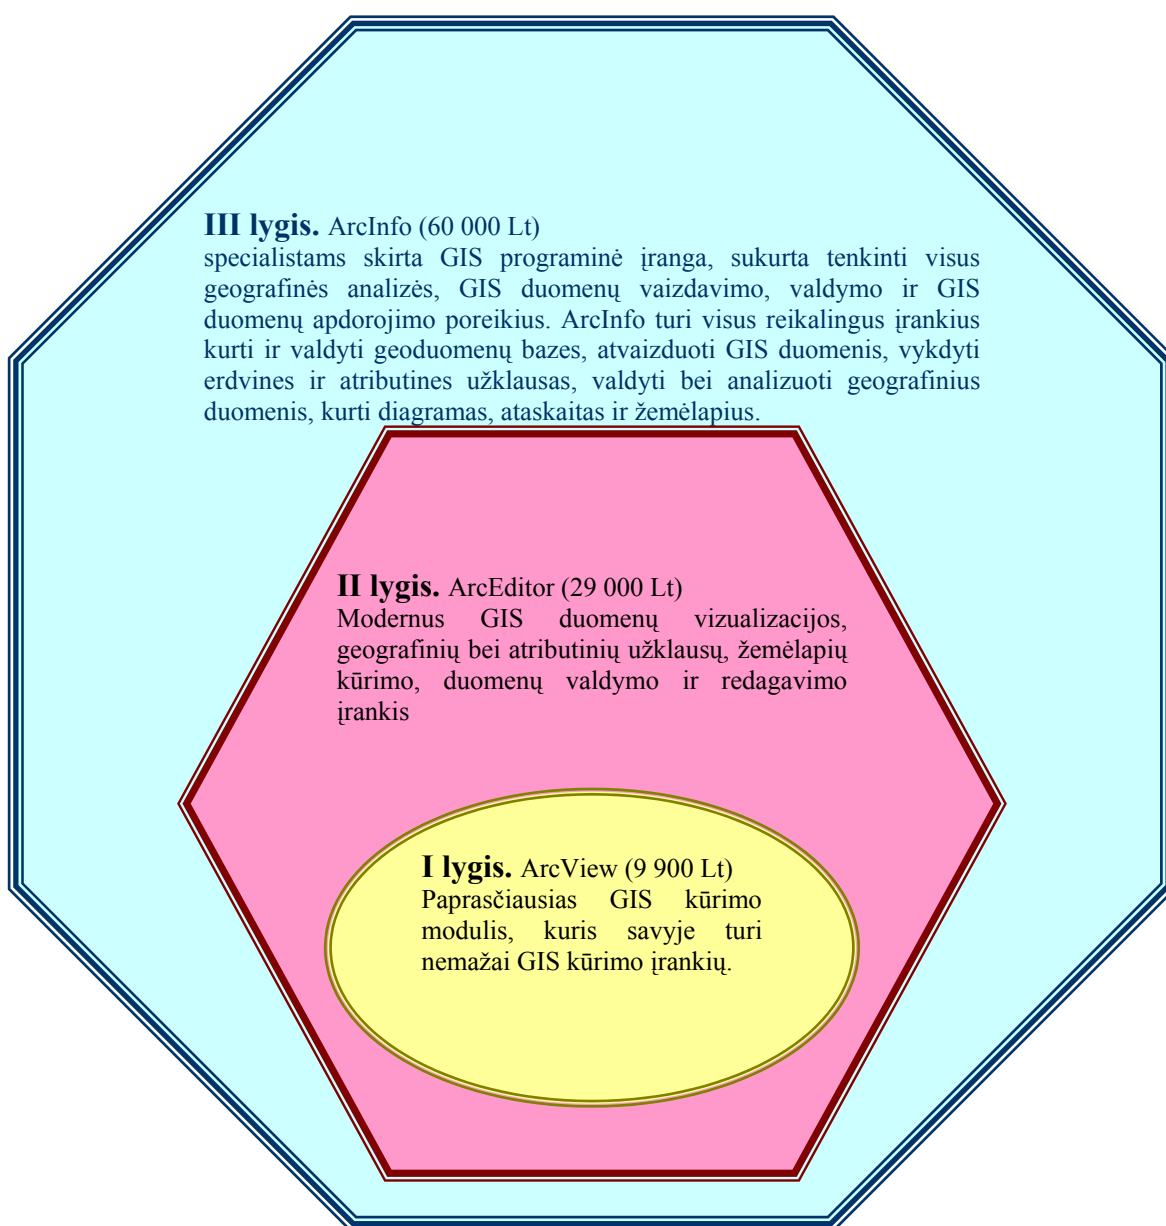 III lygis. ArcInfo (60 000 Lt)
specialistams skirta GIS programinė įranga, sukurta tenkinti visus
geografinės analizės, GIS duomenų vaizdavimo, valdymo ir GIS
duomenų apdorojimo poreikius. ArcInfo turi visus reikalingus įrankius
kurti ir valdyti geoduomenų bazes, atvaizduoti GIS duomenis, vykdyti
erdvines ir atributines užklausas, valdyti bei analizuoti geografinius
duomenis, kurti diagramas, ataskaitas ir žemėlapius.
II lygis. ArcEditor (29 000 Lt)
Modernus GIS duomenų vizualizacijos,
geografinių bei atributinių užklausų, žemėlapių
kūrimo, duomenų valdymo ir redagavimo
įrankis
I lygis. ArcView (9 900 Lt)
Paprasčiausias GIS kūrimo
modulis, kuris savyje turi
nemažai GIS kūrimo įrankių.